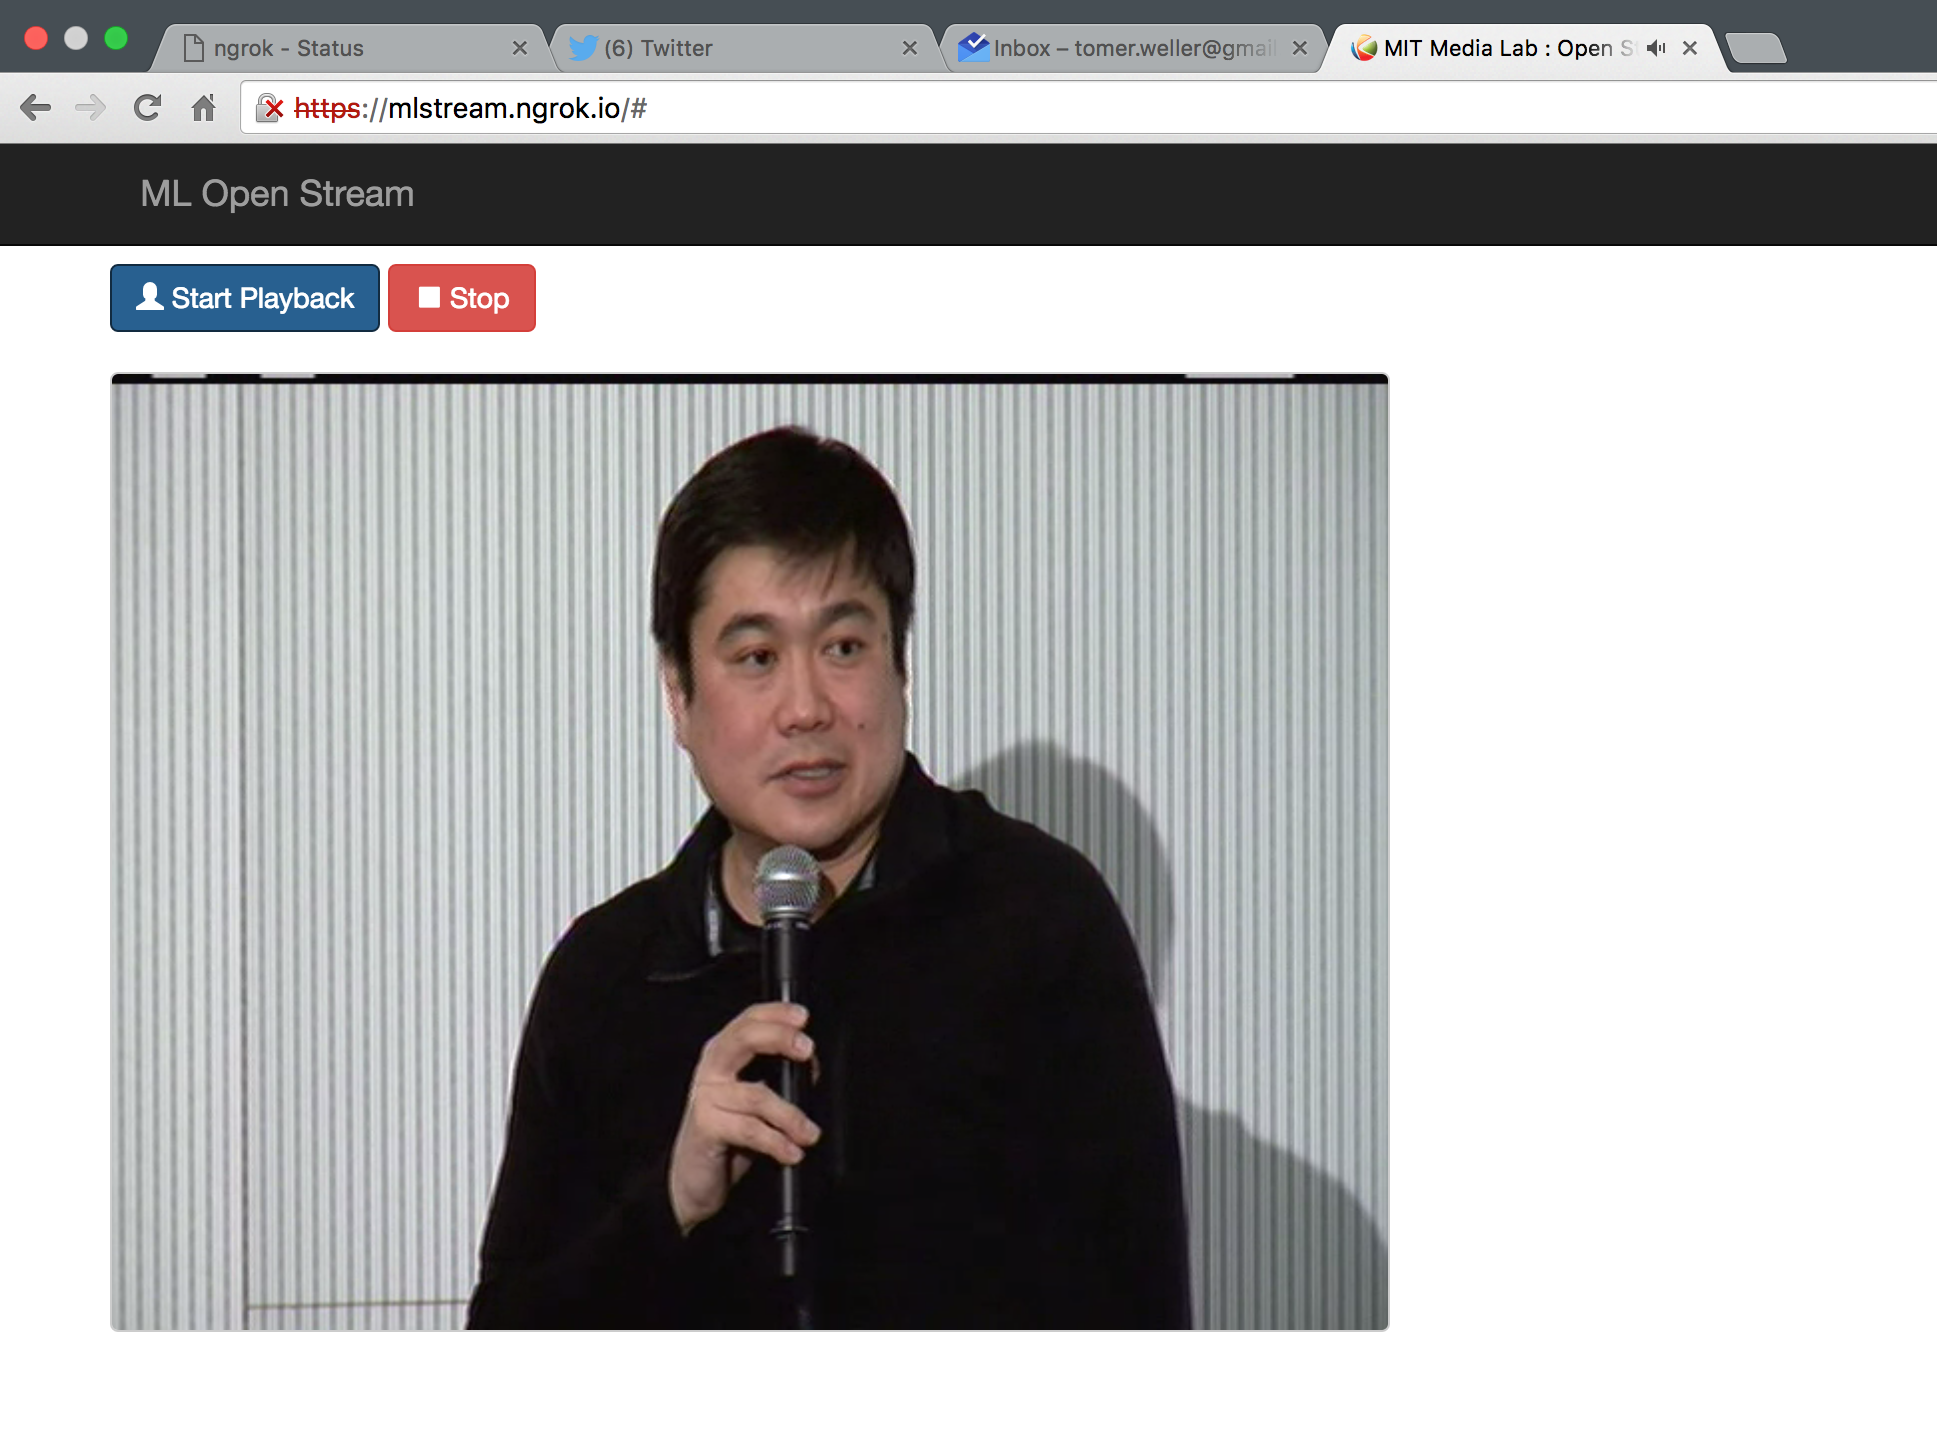 ngrok - Status
(6) Twitter
Inbox – tomer.weller@gmail
MIT Media Lab : Open S
https://mlstream.ngrok.io/#
ML Open Stream
Start Playback
Stop